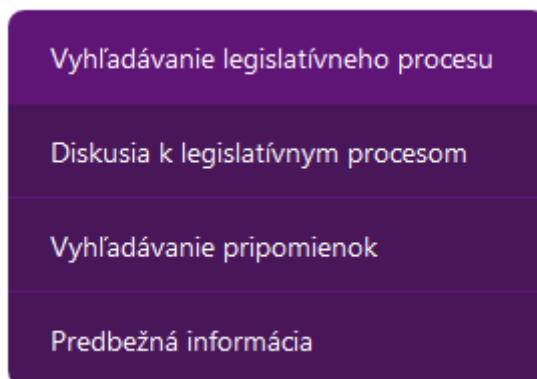 Vyhľadávanie legislatívneho procesu
Diskusia k legislatívnym procesom
Vyhľadávanie pripomienok
Predbežná informácia